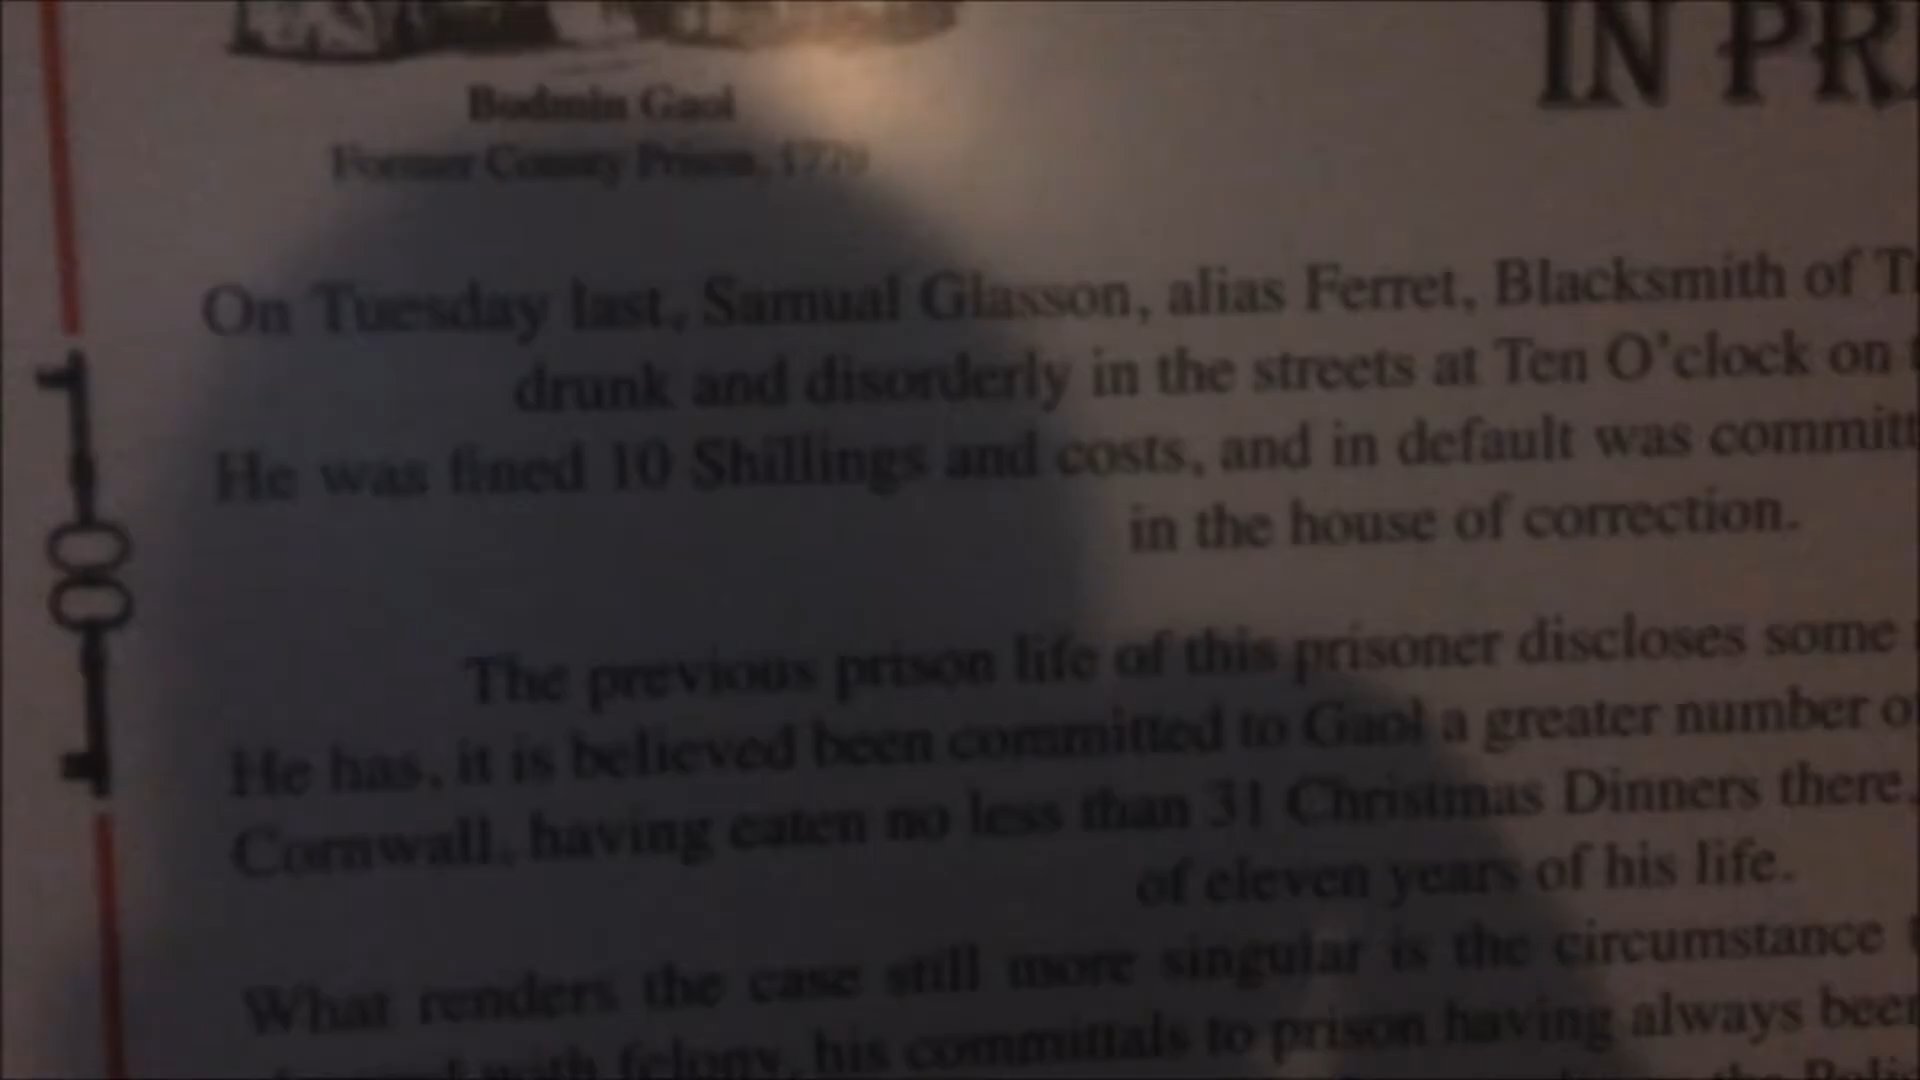 IN PR
Bodmin Gaol
Former County Prison, 1779
On Tuesday last, Samual Glasson, alias Ferret, Blacksmith of
drunk and disorderly in the streets at Ten O'clock on
He was fined 10 Shillings and costs, and in default was committ
in the house of correction.
The previous prison life of this prisoner discloses some
He has, it is believed been committed to Gaol a greater number of
Cornwall, having eaten no less than 31 Christmas Dinners there,
of eleven years of his life.
What renders the case still more singular is the circumstance
with felony, his committals to prison having always been
the